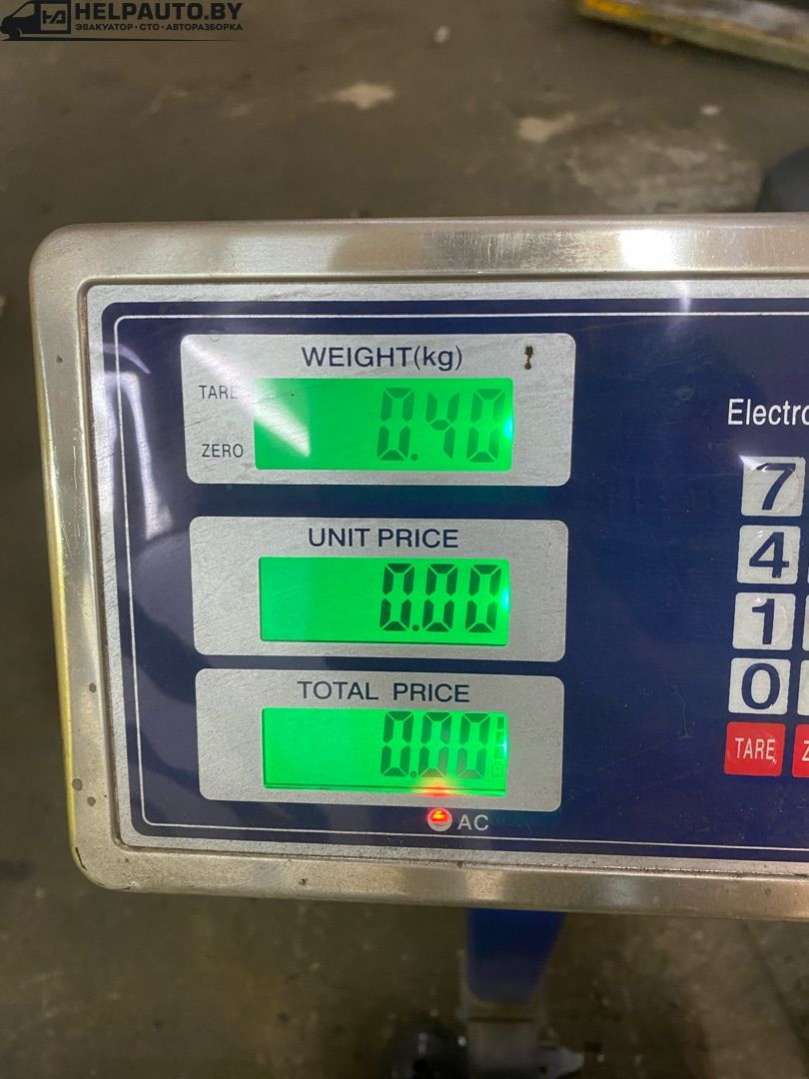 HELPAUTO.BY
ЭВАКУАТОР • СТО • АВТОРАЗБОРКА
WEIGHT(kg)
TARE
0.40
ZERO
UNIT PRICE
0.00
TOTAL PRICE
0.00
AC
7
4
1
0
TARE